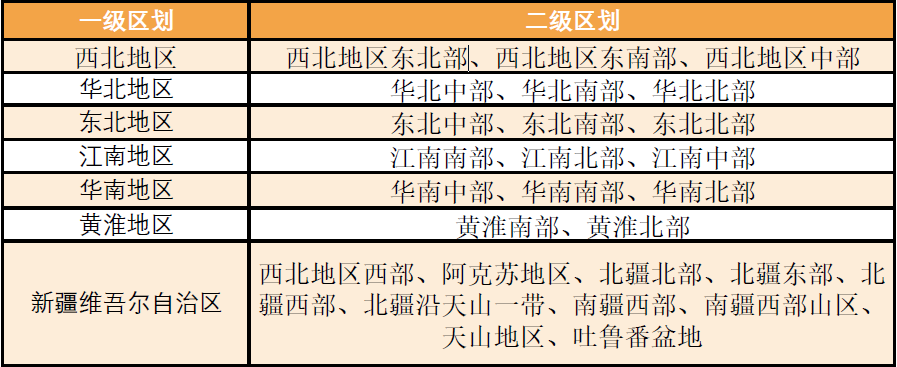 一级区划 二级区划
西北地区 西北地区东北部、西北地区东南部、西北地区中部
华北地区 华北中部、华北南部、华北北部
东北地区 东北中部、东北南部、东北北部
江南地区 江南南部、江南北部、江南中部
华南地区 华南中部、华南南部、华南北部
黄淮地区 黄淮南部、黄淮北部
新疆维吾尔自治区
西北地区西部、阿克苏地区、北疆北部、北疆东部、北
疆西部、北疆沿天山一带、南疆西部、南疆西部山区、
天山地区、吐鲁番盆地